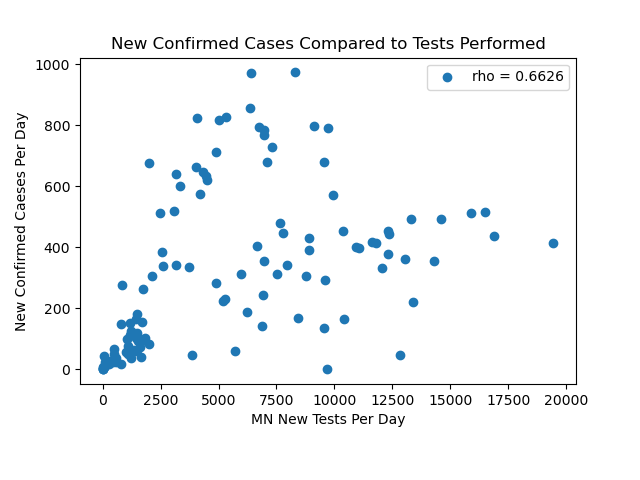 New Confirmed Cases Compared to Tests Performed
rho = 0.6626
New Confirmed Caeses Per Day
1000
800
600
400
200
0
0 2500 5000 7500 10000 12500 15000 17500 20000
MN New Tests Per Day